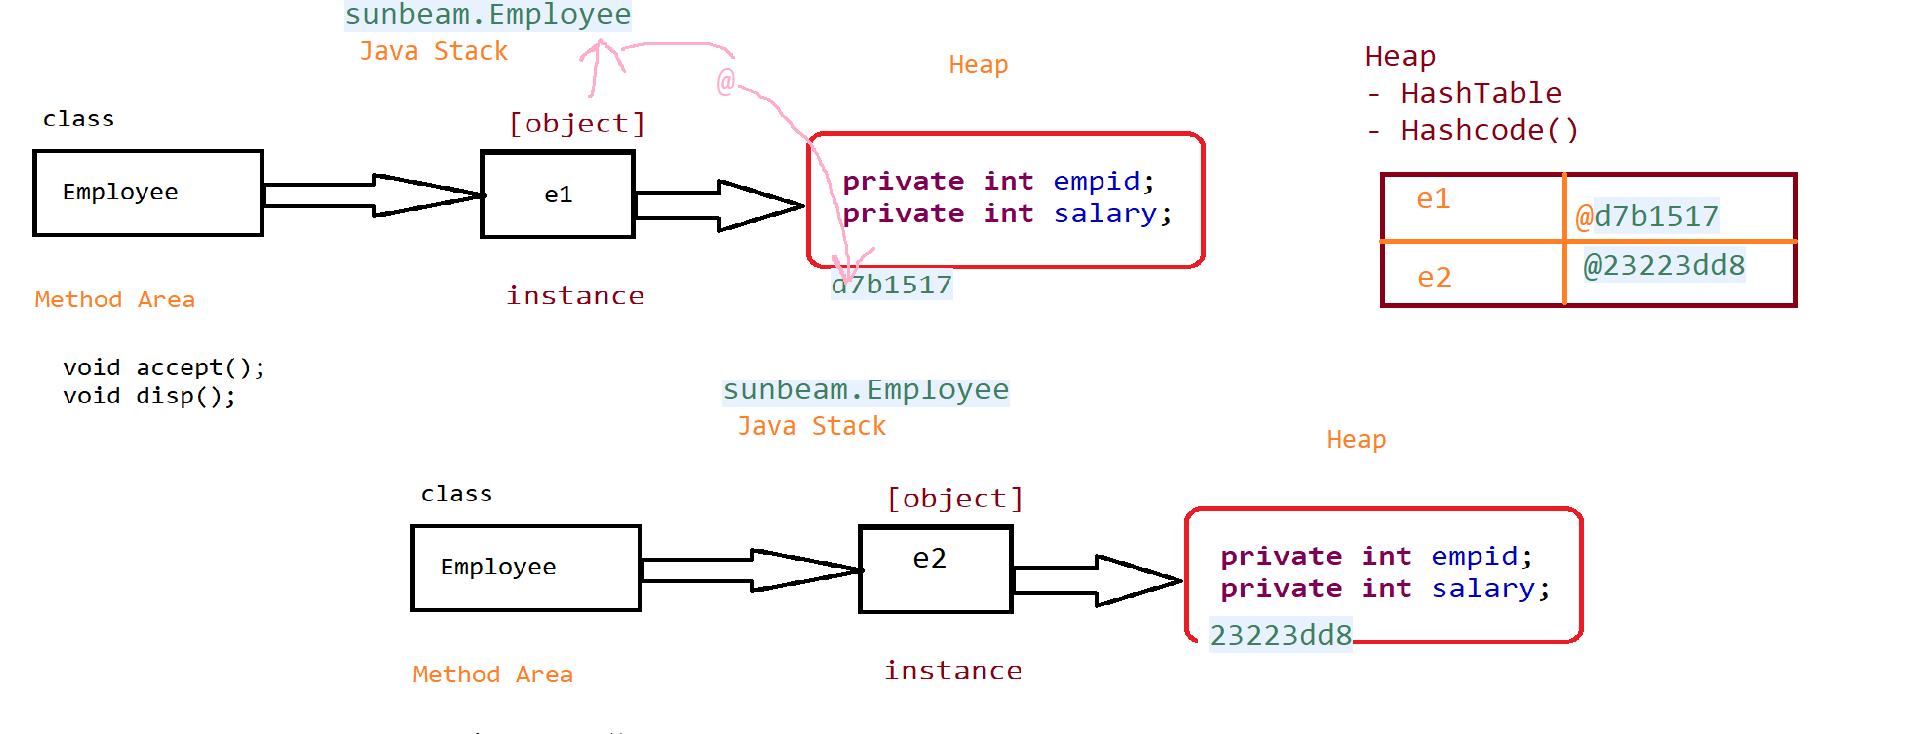 sunbeam.Employee
Java Stack
@
Heap
class
[object]
Employee
e1
private int empid;
private int salary;
d7b1517
Method Area
instance
void accept();
void disp();
Heap
- HashTable
- Hashcode()
e1
@d7b1517
e2
@23223dd8
sunbeam.Employee
Java Stack
Heap
class
[object]
Employee
e2
private int empid;
private int salary;
23223dd8
Method Area
instance